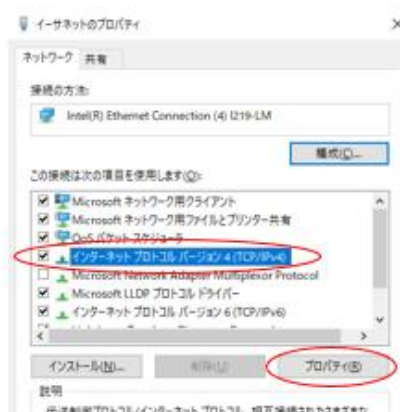 イーサネットのプロパティ
ネットワーク 共有
接続の方法:
Intel(R) Ethernet Connection (4) I219-LM
構成(C)...
この接続は次の項目を使用します(O):
Microsoft ネットワーク用クライアント
Microsoft ネットワーク用ファイルとプリンター共有
QoS パケット スケジューラ
インターネット プロトコル バージョン 4 (TCP/IPv4)
Microsoft Network Adapter Multiplexor Protocol
Microsoft LLDP プロトコル ドライバー
インターネット プロトコル バージョン 6 (TCP/IPv6)
インストール(N)... 削除(U) プロパティ(R)
説明